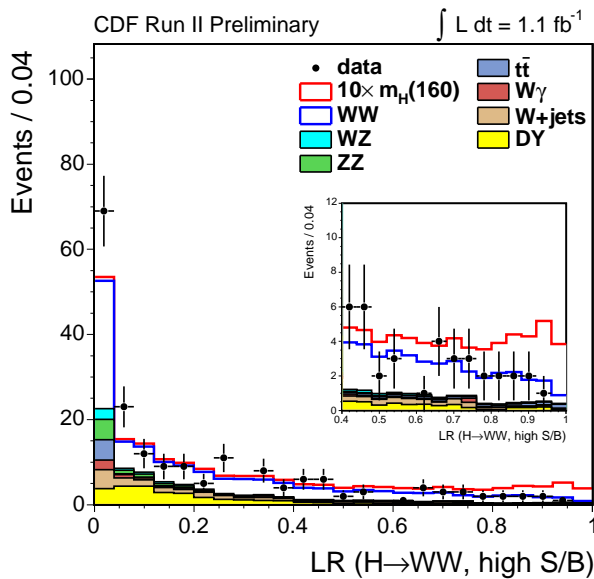 CDF Run II Preliminary
∫ L dt = 1.1 fb⁻¹
Events / 0.04
100
80
60
40
20
0
data
10× m_H(160)
WW
WZ
ZZ
tt̄
Wγ
W+jets
DY
Events / 0.04
12
10
8
6
4
2
0
0.4 0.5 0.6 0.7 0.8 0.9 1
LR (H→WW, high S/B)
0 0.2 0.4 0.6 0.8 1
LR (H→WW, high S/B)